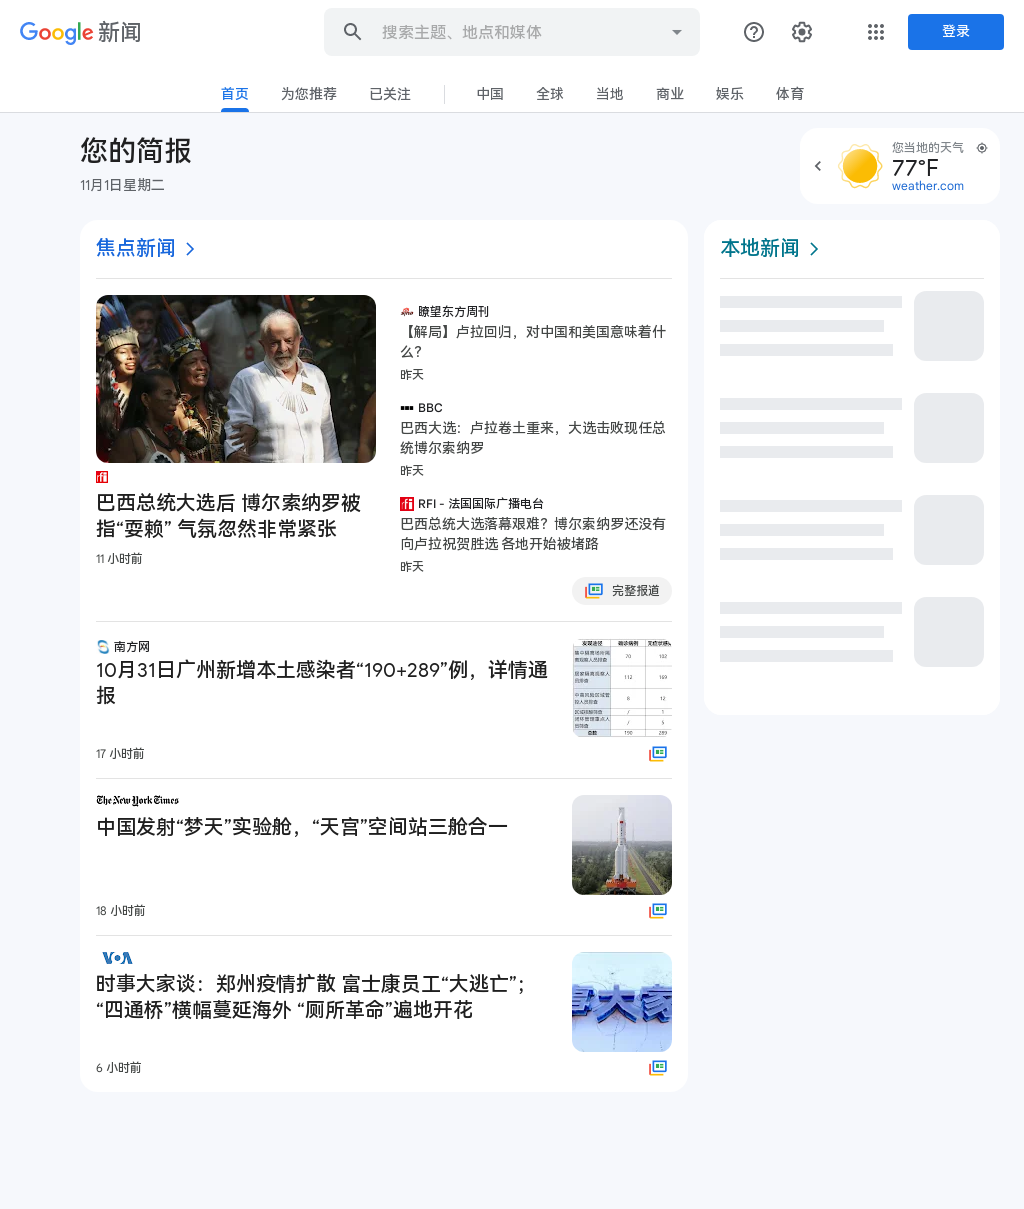 Google 新闻
搜索主题、地点和媒体
登录
首页
为您推荐
已关注
中国
全球
当地
商业
娱乐
体育
您的简报
11月1日星期二
您当地的天气
77°F
weather.com
焦点新闻
巴西总统大选后 博尔索纳罗被
指“耍赖” 气氛忽然非常紧张
11 小时前
瞭望东方周刊
【解局】卢拉回归，对中国和美国意味着什
么？
昨天
BBC
巴西大选：卢拉卷土重来，大选击败现任总
统博尔索纳罗
昨天
RFI - 法国国际广播电台
巴西总统大选落幕艰难？博尔索纳罗还没有
向卢拉祝贺胜选 各地开始被堵路
昨天
完整报道
南方网
10月31日广州新增本土感染者“190+289”例，详情通
报
17 小时前
70 102
112 169
8 12
/ 1
/ 5
总数 190 289
The New York Times
中国发射“梦天”实验舱，“天宫”空间站三舱合一
18 小时前
VOA
时事大家谈：郑州疫情扩散 富士康员工“大逃亡”；
“四通桥”横幅蔓延海外 “厕所革命”遍地开花
6 小时前
事大家
本地新闻